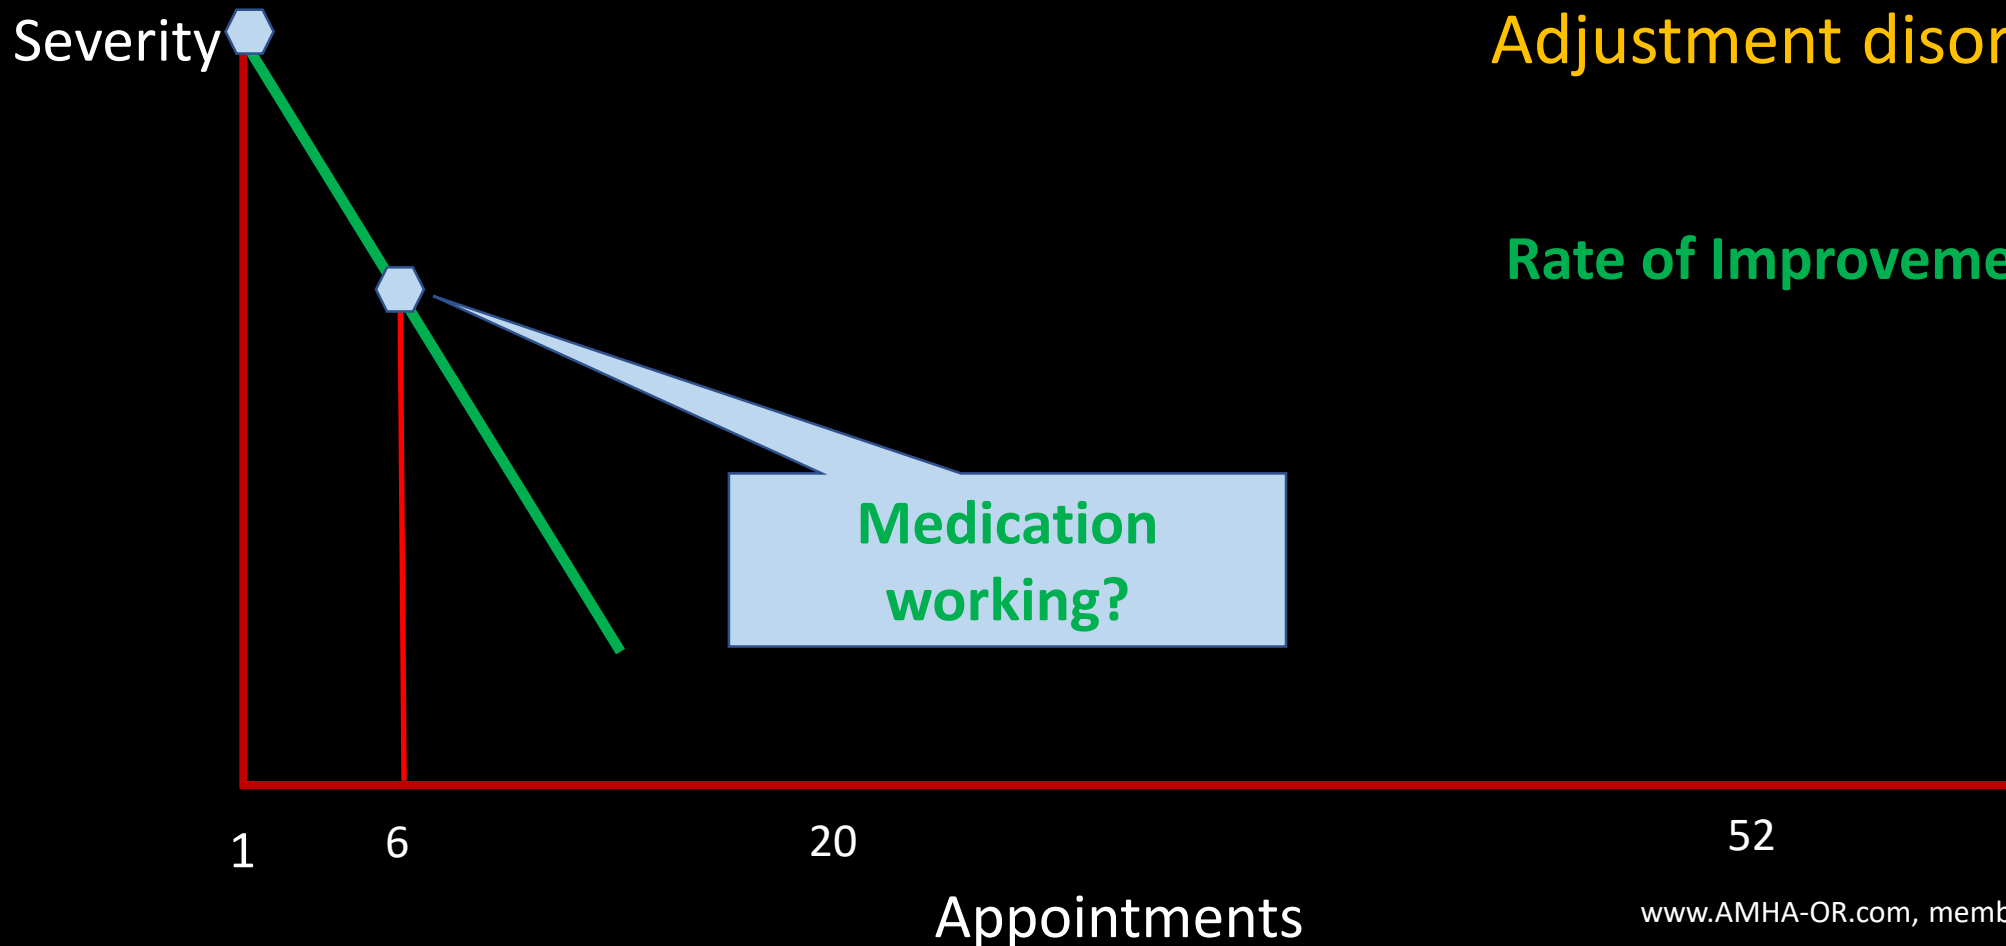 Severity
Adjustment disor
Rate of Improveme
Medication
working?
1
6
20
52
Appointments
www.AMHA-OR.com, memb